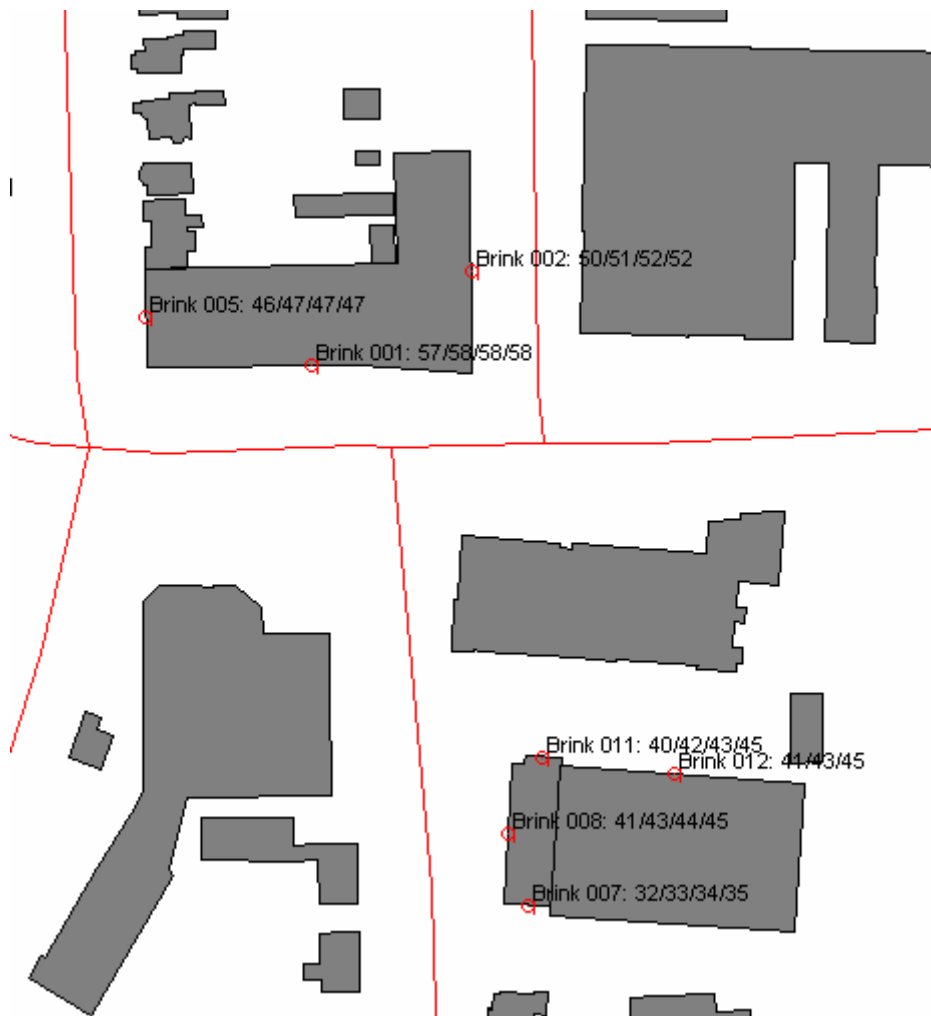 Brink 002: 50/51/52/52
Brink 005: 46/47/47/47
Brink 001: 57/58/58/58
Brink 011: 40/42/43/45
Brink 012: 41/43/45
Brink 008: 41/43/44/45
Brink 007: 32/33/34/35